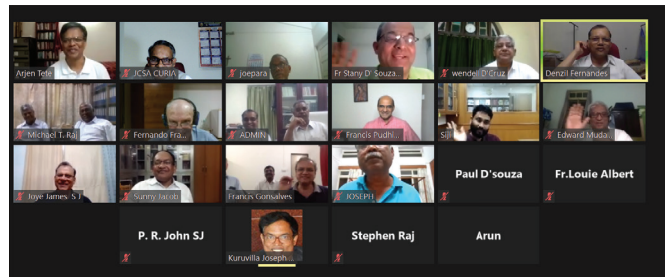 Arjen Tete
JCSA CURIA
joepara
Fr Stany D Souza...
wendell D'Cruz
Denzil Fernandes
Michael T. Raj
Fernando Fra...
ADMIN
Francis Pudhi...
Siji
Edward Muda...
Joye James S J
Sunny Jacob
Francis Gonsalves
JOSEPH
Paul D'souza
Fr.Louie Albert
P. R. John SJ
Kuruvilla Joseph...
Stephen Raj
Arun